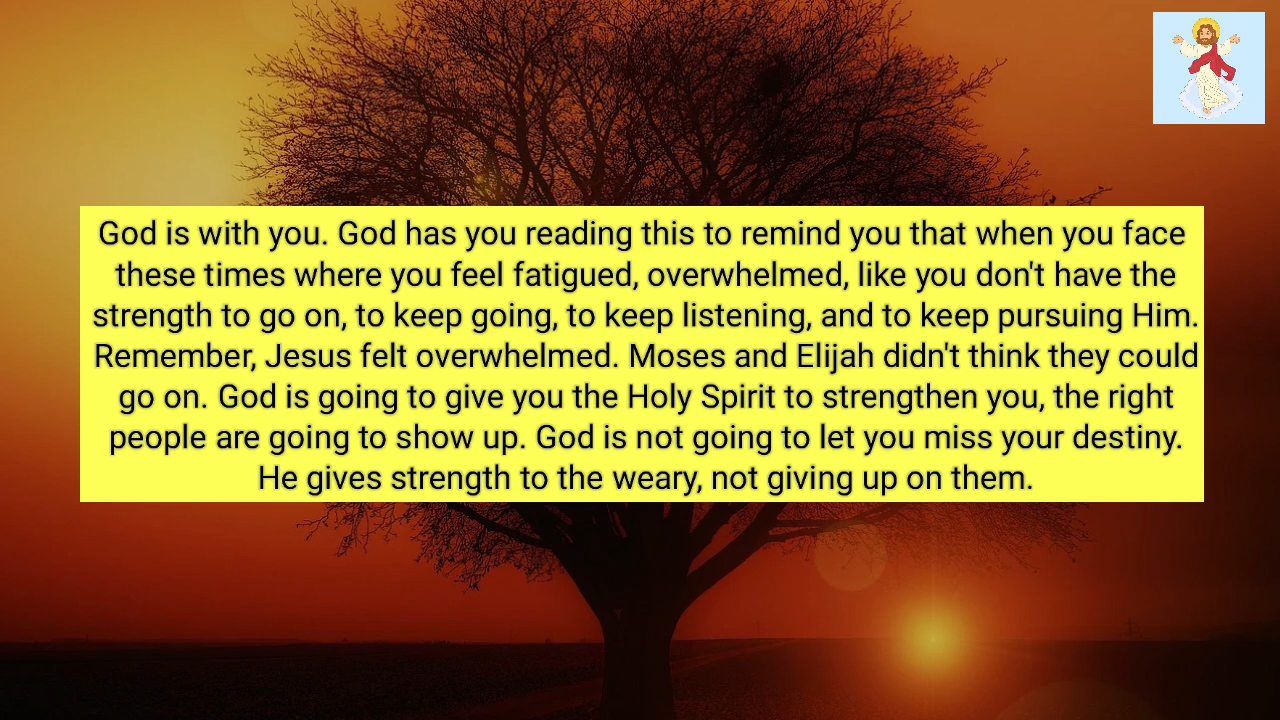 God is with you. God has you reading this to remind you that when you face
these times where you feel fatigued, overwhelmed, like you don't have the
strength to go on, to keep going, to keep listening, and to keep pursuing Him.
Remember, Jesus felt overwhelmed. Moses and Elijah didn't think they could
go on. God is going to give you the Holy Spirit to strengthen you, the right
people are going to show up. God is not going to let you miss your destiny.
He gives strength to the weary, not giving up on them.